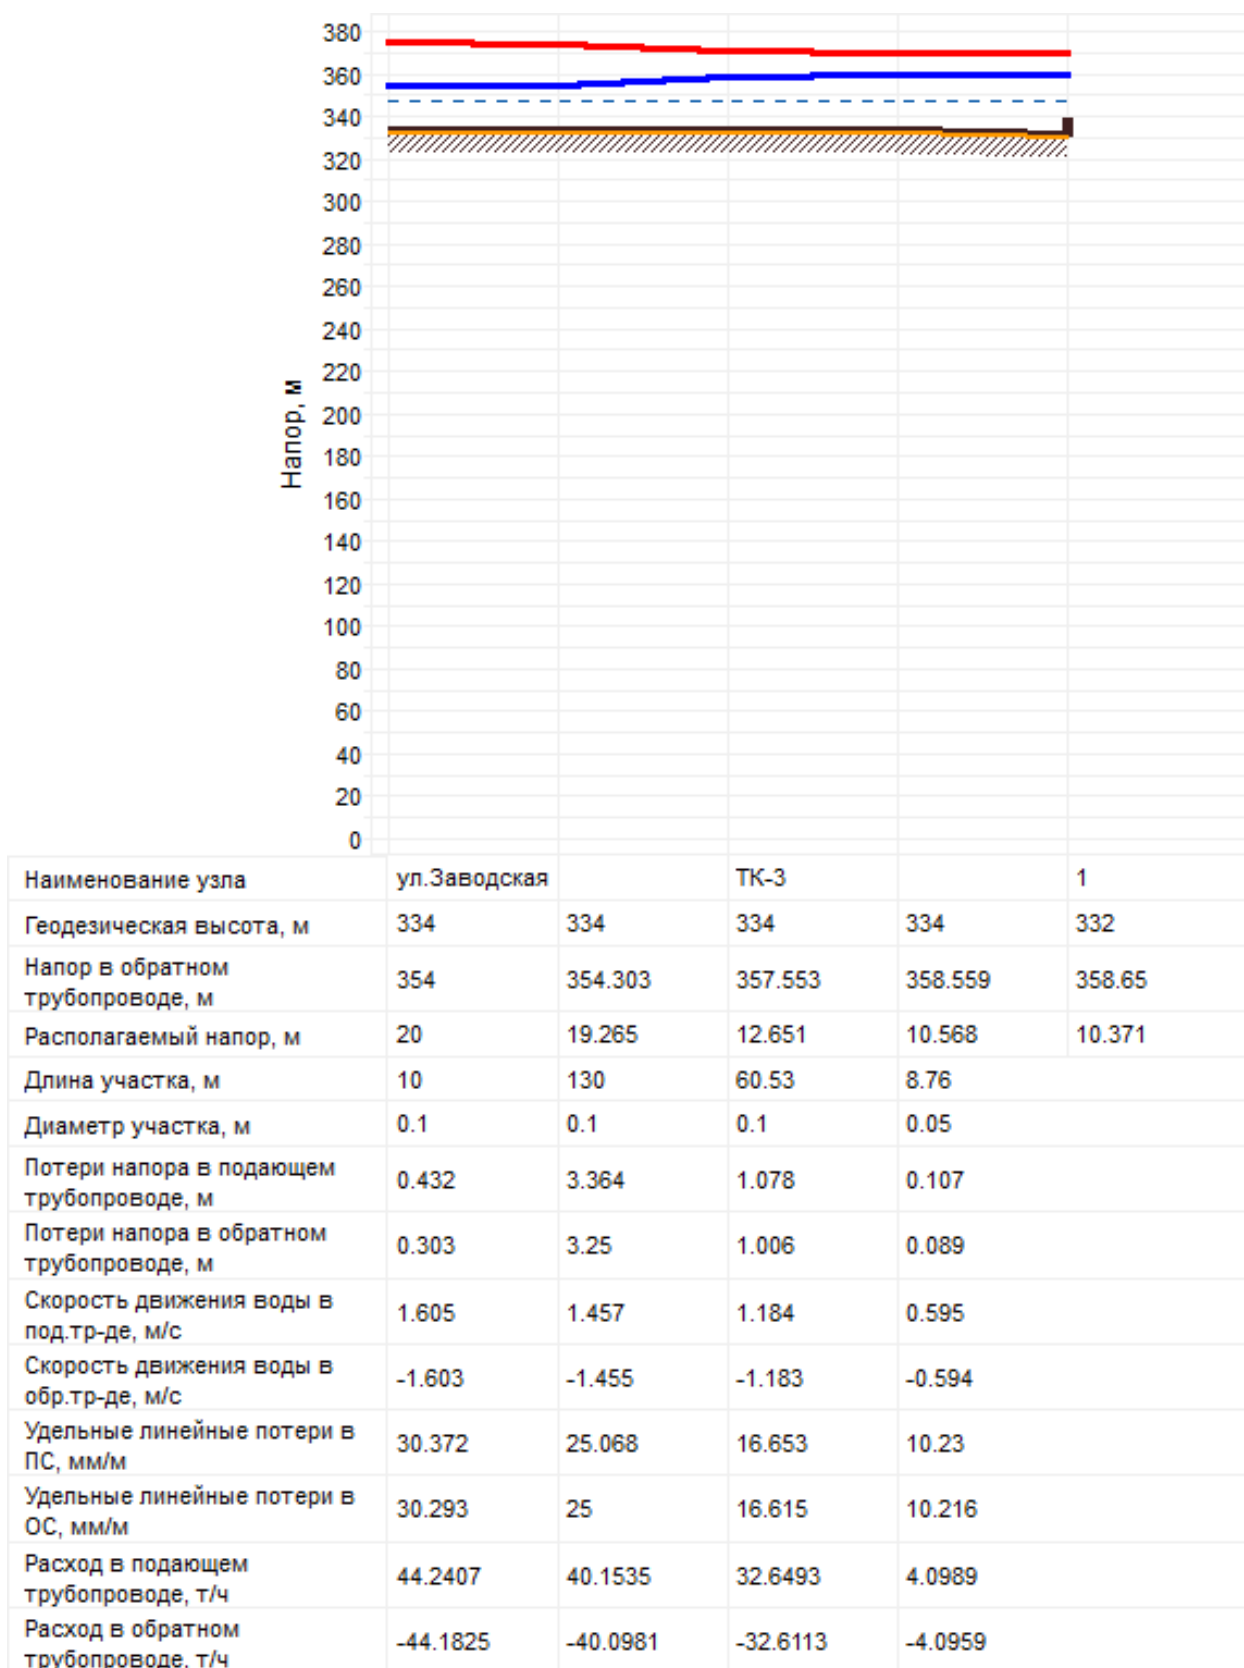 380
360
340
320
300
280
260
240
220
200
180
160
140
120
100
80
60
40
20
0
Напор, м
Наименование узла ул.Заводская ТК-3 1
Геодезическая высота, м 334 334 334 334 332
Напор в обратном
трубопроводе, м 354 354.303 357.553 358.559 358.65
Располагаемый напор, м 20 19.265 12.651 10.568 10.371
Длина участка, м 10 130 60.53 8.76
Диаметр участка, м 0.1 0.1 0.1 0.05
Потери напора в подающем
трубопроводе, м 0.432 3.364 1.078 0.107
Потери напора в обратном
трубопроводе, м 0.303 3.25 1.006 0.089
Скорость движения воды в
под.тр-де, м/с 1.605 1.457 1.184 0.595
Скорость движения воды в
обр.тр-де, м/с -1.603 -1.455 -1.183 -0.594
Удельные линейные потери в
ПС, мм/м 30.372 25.068 16.653 10.23
Удельные линейные потери в
ОС, мм/м 30.293 25 16.615 10.216
Расход в подающем
трубопроводе, т/ч 44.2407 40.1535 32.6493 4.0989
Расход в обратном
трубопроводе, т/ч -44.1825 -40.0981 -32.6113 -4.0959